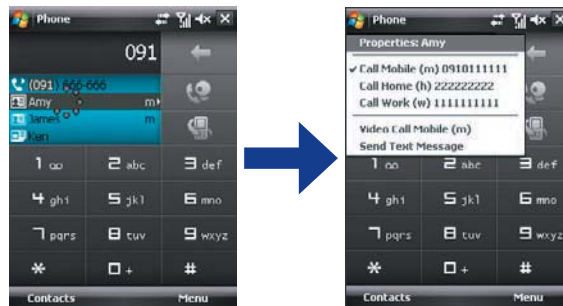 Phone
091
(091) 666-666
Amy m
James m
Ken
1 ∞
2 abc
3 def
4 ghi
5 jkl
6 mno
7 pqrs
8 tuv
9 wxyz
*
0 +
#
Contacts Menu
Phone
Properties: Amy
Call Mobile (m) 0910111111
Call Home (h) 222222222
Call Work (w) 1111111111
Video Call Mobile (m)
Send Text Message
1 ∞
2 abc
3 def
4 ghi
5 jkl
6 mno
7 pqrs
8 tuv
9 wxyz
*
0 +
#
Contacts Menu